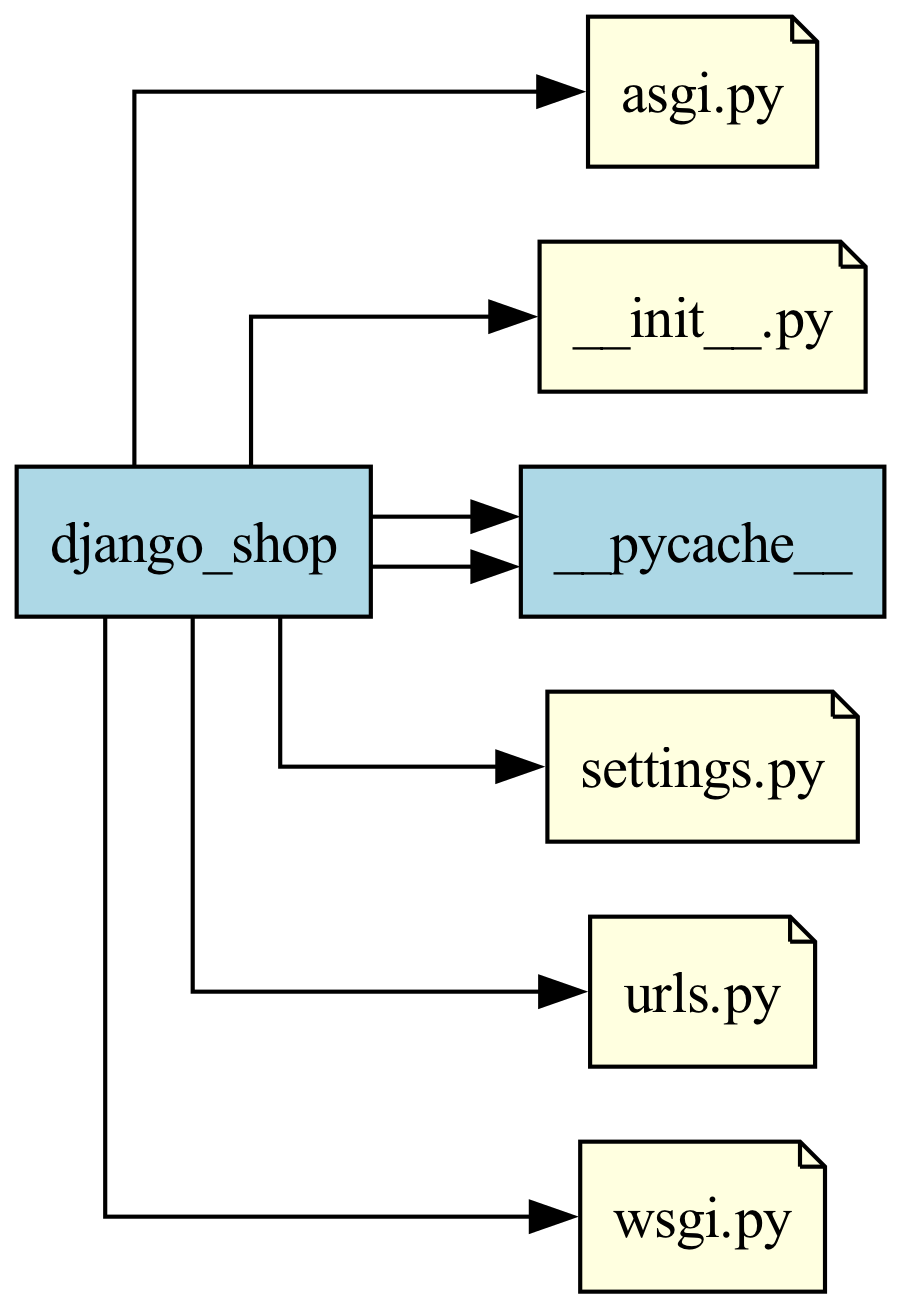 asgi.py
__init__.py
django_shop
__pycache__
settings.py
urls.py
wsgi.py